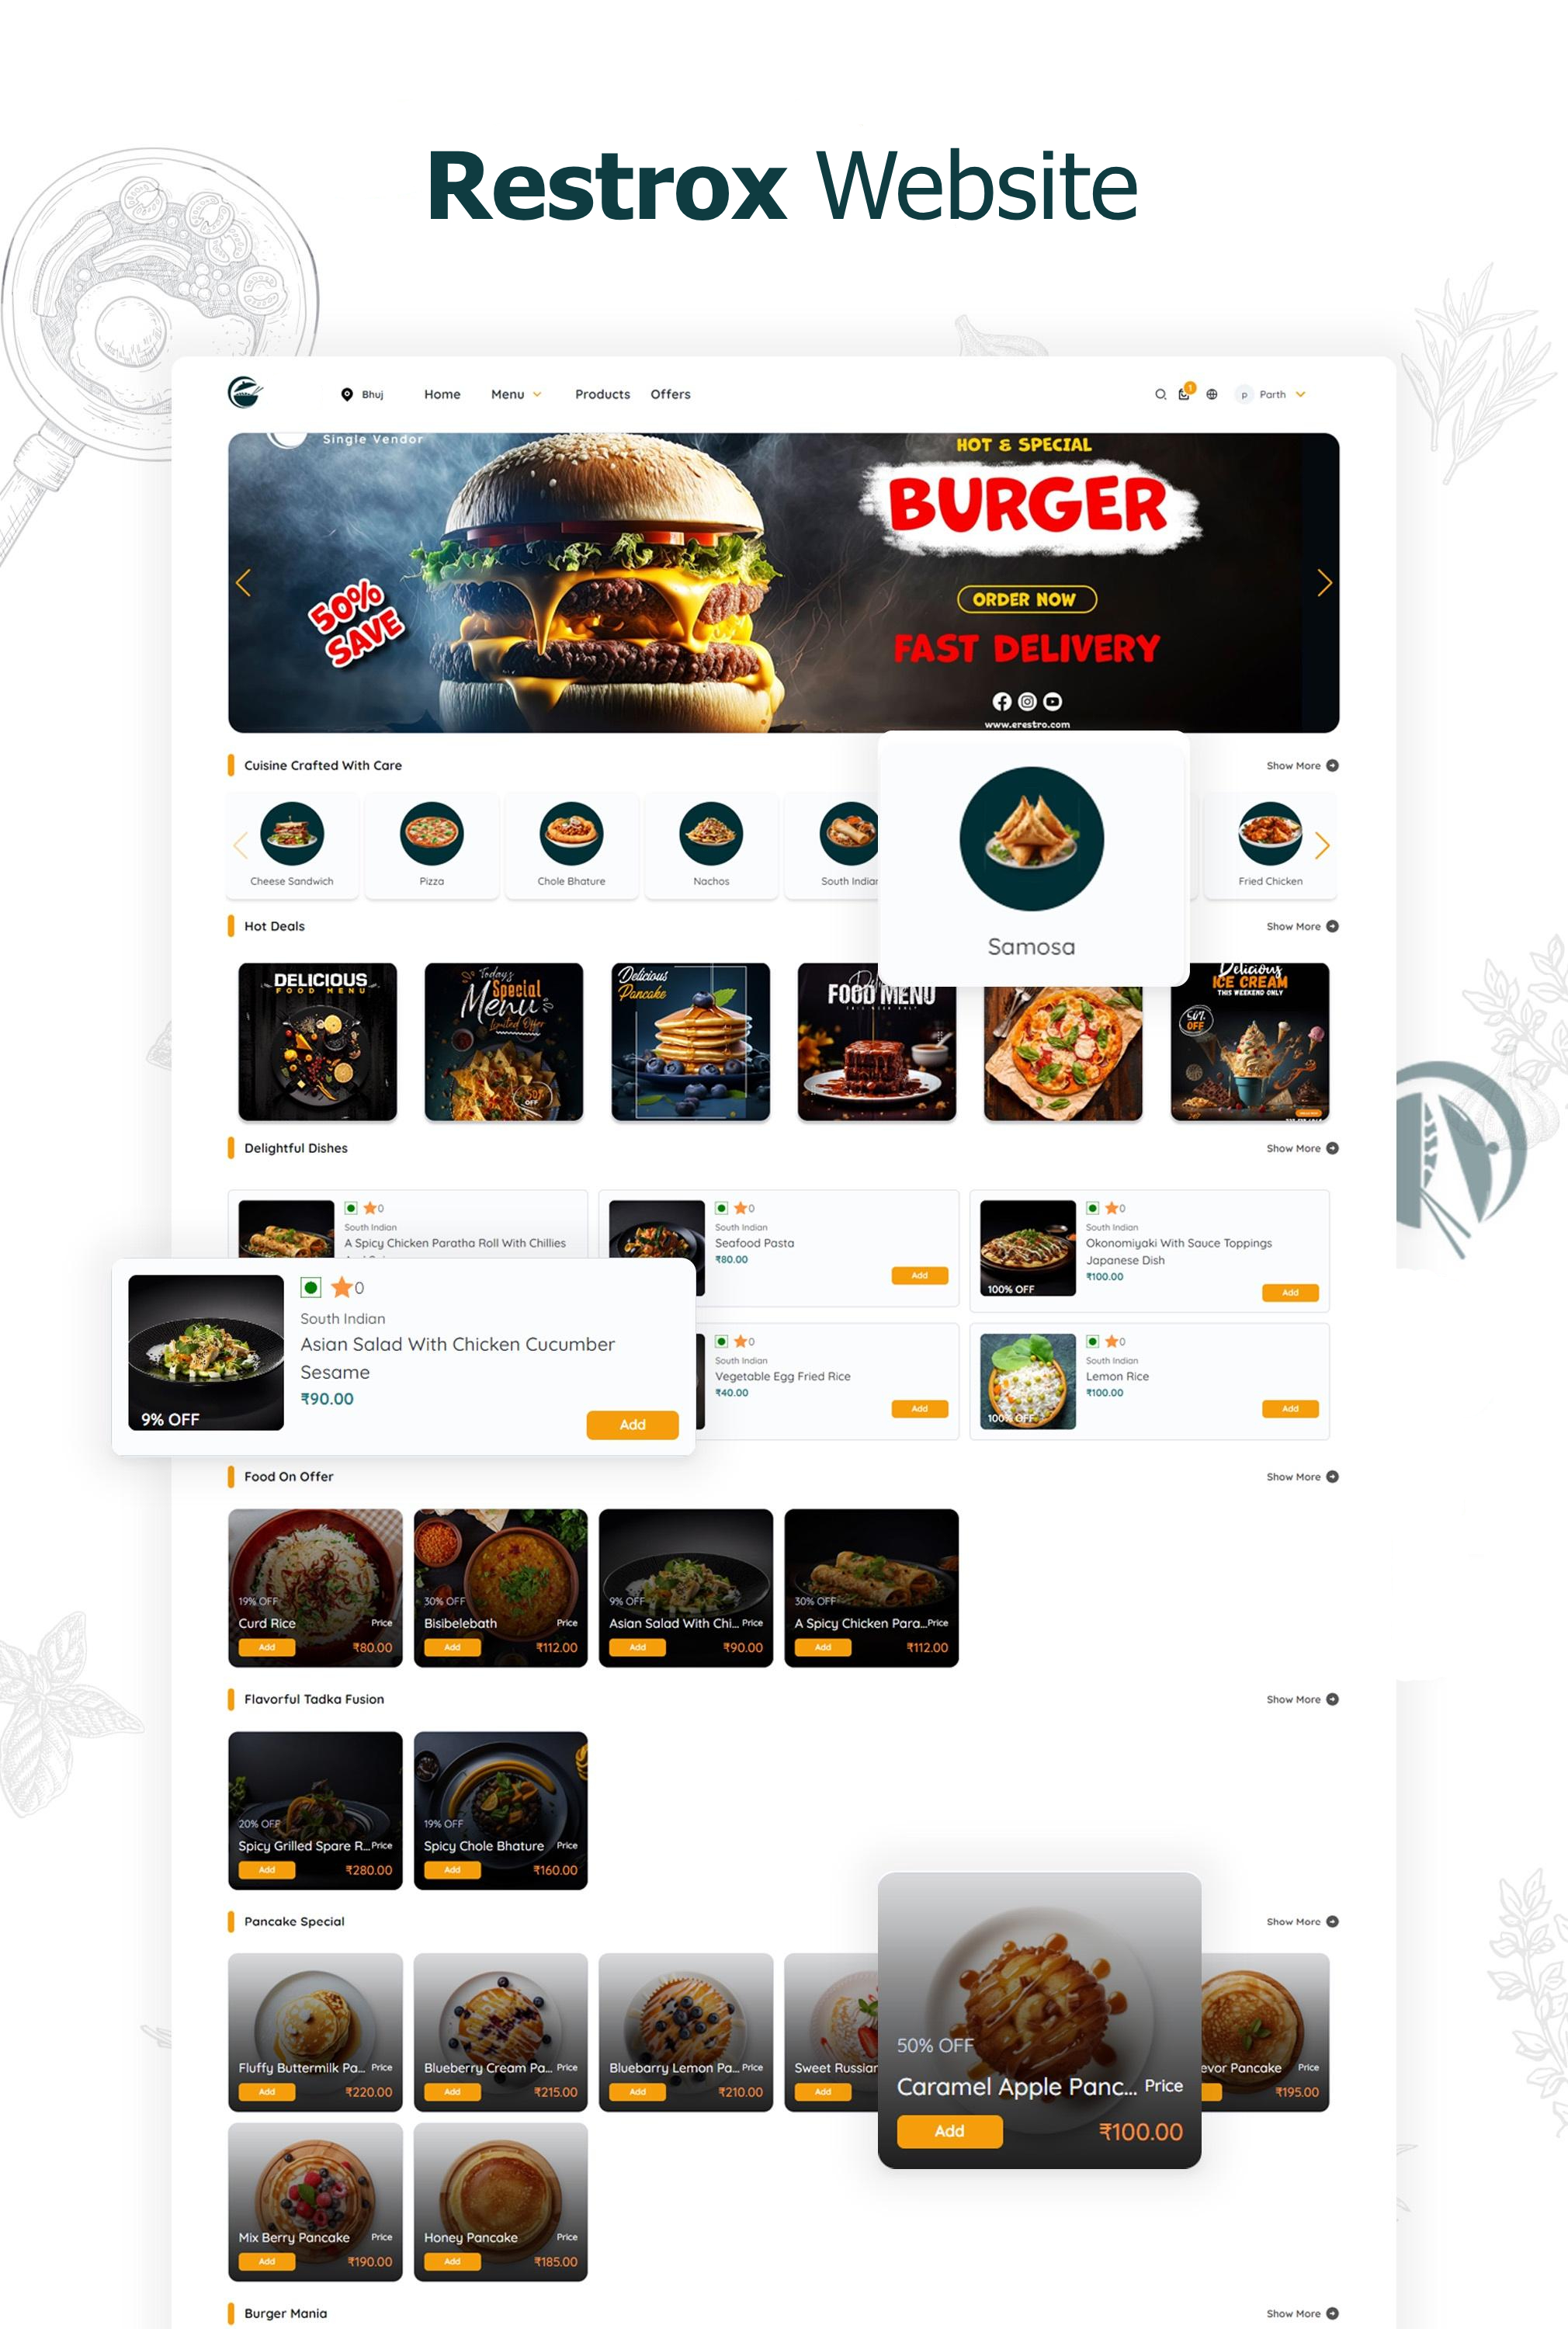 Restrox Website
Bhuj
Home
Menu
Products
Offers
1
p
Parth
Single Vendor
HOT & SPECIAL
BURGER
50%
SAVE
ORDER NOW
FAST DELIVERY
www.erestro.com
Cuisine Crafted With Care
Show More
Cheese Sandwich
Pizza
Chole Bhature
Nachos
South Indian
Samosa
Fried Chicken
Hot Deals
Show More
DELICIOUS
FOOD MENU
Today's
Special
Menu
Limited Offer
OFF
Delicious
Pancake
FOOD MENU
THIS WEEK ONLY
Delicious
ICE CREAM
THIS WEEKEND ONLY
50%
OFF
Delightful Dishes
Show More
0
South Indian
A Spicy Chicken Paratha Roll With Chillies
0
South Indian
Seafood Pasta
₹80.00
Add
0
South Indian
Okonomiyaki With Sauce Toppings
Japanese Dish
₹100.00
100% OFF
Add
0
South Indian
Asian Salad With Chicken Cucumber
Sesame
₹90.00
9% OFF
Add
0
South Indian
Vegetable Egg Fried Rice
₹40.00
Add
0
South Indian
Lemon Rice
₹100.00
100% OFF
Add
Food On Offer
Show More
19% OFF
Curd Rice
Price
Add
₹80.00
30% OFF
Bisibelebath
Price
Add
₹112.00
9% OFF
Asian Salad With Chi...
Price
Add
₹90.00
30% OFF
A Spicy Chicken Para...
Price
Add
₹112.00
Flavorful Tadka Fusion
Show More
20% OFF
Spicy Grilled Spare R...
Price
Add
₹280.00
19% OFF
Spicy Chole Bhature
Price
Add
₹160.00
Pancake Special
Show More
Fluffy Buttermilk Pa...
Price
Add
₹220.00
Blueberry Cream Pa...
Price
Add
₹215.00
Bluebarry Lemon Pa...
Price
Add
₹210.00
Sweet Russian
Add
50% OFF
Caramel Apple Panc...
Price
Add
₹100.00
evor Pancake
Price
₹195.00
Mix Berry Pancake
Price
Add
₹190.00
Honey Pancake
Price
Add
₹185.00
Burger Mania
Show More